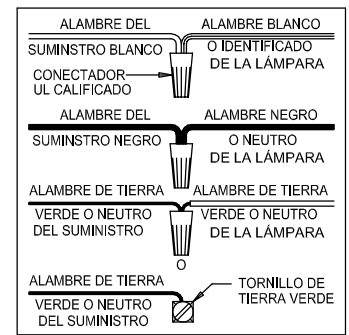 ALAMBRE DEL
SUMINSTRO BLANCO
ALAMBRE BLANCO
O IDENTIFICADO
DE LA LÁMPARA
CONECTADOR
UL CALIFICADO
ALAMBRE DEL
SUMINSTRO NEGRO
ALAMBRE NEGRO
O NEUTRO
DE LA LÁMPARA
ALAMBRE DE TIERRA
VERDE O NEUTRO
DEL SUMINISTRO
ALAMBRE DE TIERRA
VERDE O NEUTRO
DE LA LÁMPARA
O
ALAMBRE DE TIERRA
VERDE O NEUTRO
DEL SUMINISTRO
TORNILLO DE
TIERRA VERDE